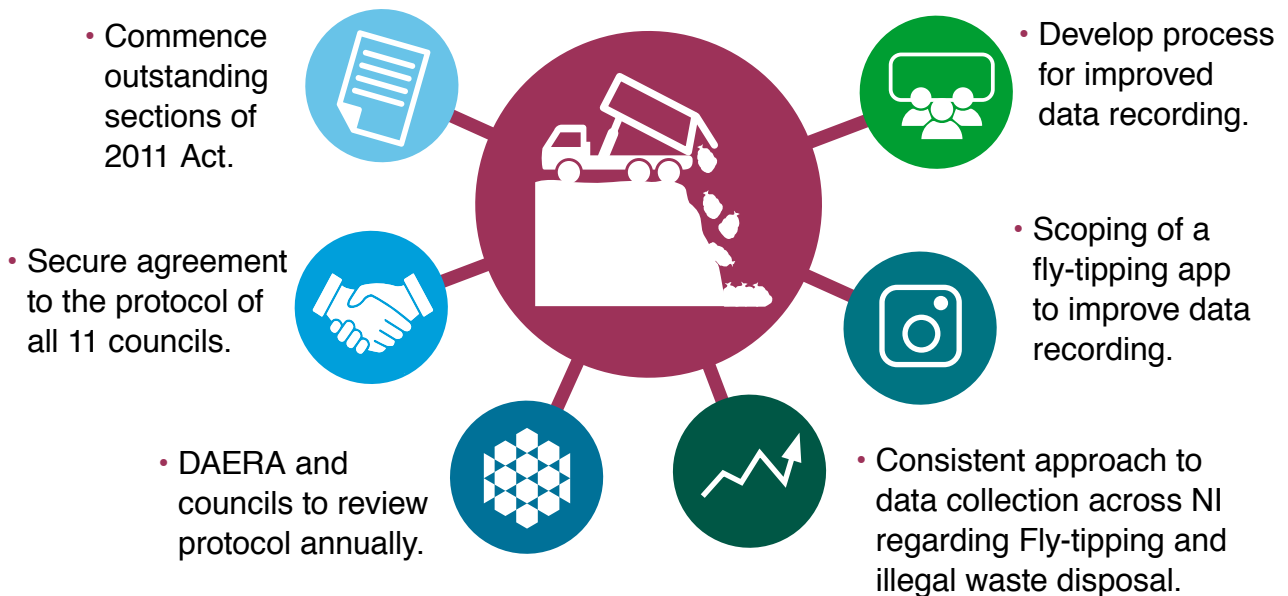 • Commence
outstanding
sections of
2011 Act.
• Secure agreement
to the protocol of
all 11 councils.
• DAERA and
councils to review
protocol annually.
• Develop process
for improved
data recording.
• Scoping of a
fly-tipping app
to improve data
recording.
• Consistent approach to
data collection across NI
regarding Fly-tipping and
illegal waste disposal.